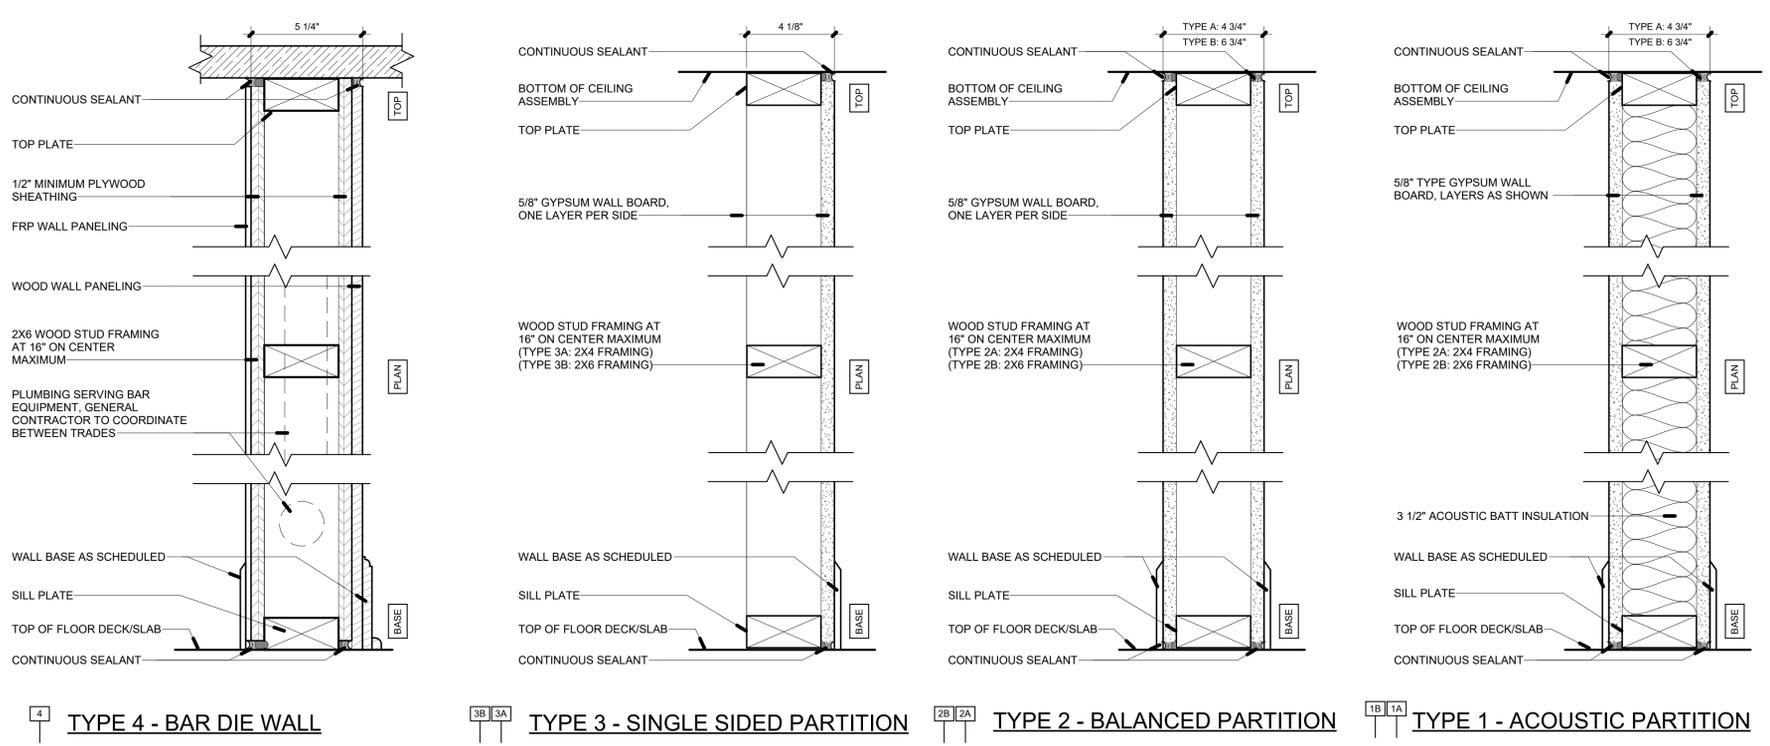 5 1/4"
CONTINUOUS SEALANT
TOP
TOP PLATE
1/2" MINIMUM PLYWOOD
SHEATHING
FRP WALL PANELING
WOOD WALL PANELING
2X6 WOOD STUD FRAMING
AT 16" ON CENTER
MAXIMUM
PLAN
PLUMBING SERVING BAR
EQUIPMENT, GENERAL
CONTRACTOR TO COORDINATE
BETWEEN TRADES
WALL BASE AS SCHEDULED
SILL PLATE
BASE
TOP OF FLOOR DECK/SLAB
CONTINUOUS SEALANT
4
TYPE 4 - BAR DIE WALL
4 1/8"
CONTINUOUS SEALANT
BOTTOM OF CEILING
ASSEMBLY
TOP
TOP PLATE
5/8" GYPSUM WALL BOARD,
ONE LAYER PER SIDE
WOOD STUD FRAMING AT
16" ON CENTER MAXIMUM
(TYPE 3A: 2X4 FRAMING)
(TYPE 3B: 2X6 FRAMING)
PLAN
WALL BASE AS SCHEDULED
SILL PLATE
BASE
TOP OF FLOOR DECK/SLAB
CONTINUOUS SEALANT
3B 3A
TYPE 3 - SINGLE SIDED PARTITION
TYPE A: 4 3/4"
TYPE B: 6 3/4"
CONTINUOUS SEALANT
BOTTOM OF CEILING
ASSEMBLY
TOP
TOP PLATE
5/8" GYPSUM WALL BOARD,
ONE LAYER PER SIDE
WOOD STUD FRAMING AT
16" ON CENTER MAXIMUM
(TYPE 2A: 2X4 FRAMING)
(TYPE 2B: 2X6 FRAMING)
PLAN
WALL BASE AS SCHEDULED
SILL PLATE
BASE
TOP OF FLOOR DECK/SLAB
CONTINUOUS SEALANT
2B 2A
TYPE 2 - BALANCED PARTITION
TYPE A: 4 3/4"
TYPE B: 6 3/4"
CONTINUOUS SEALANT
BOTTOM OF CEILING
ASSEMBLY
TOP
TOP PLATE
5/8" TYPE GYPSUM WALL
BOARD, LAYERS AS SHOWN
WOOD STUD FRAMING AT
16" ON CENTER MAXIMUM
(TYPE 2A: 2X4 FRAMING)
(TYPE 2B: 2X6 FRAMING)
PLAN
3 1/2" ACOUSTIC BATT INSULATION
WALL BASE AS SCHEDULED
SILL PLATE
BASE
TOP OF FLOOR DECK/SLAB
CONTINUOUS SEALANT
1B 1A
TYPE 1 - ACOUSTIC PARTITION